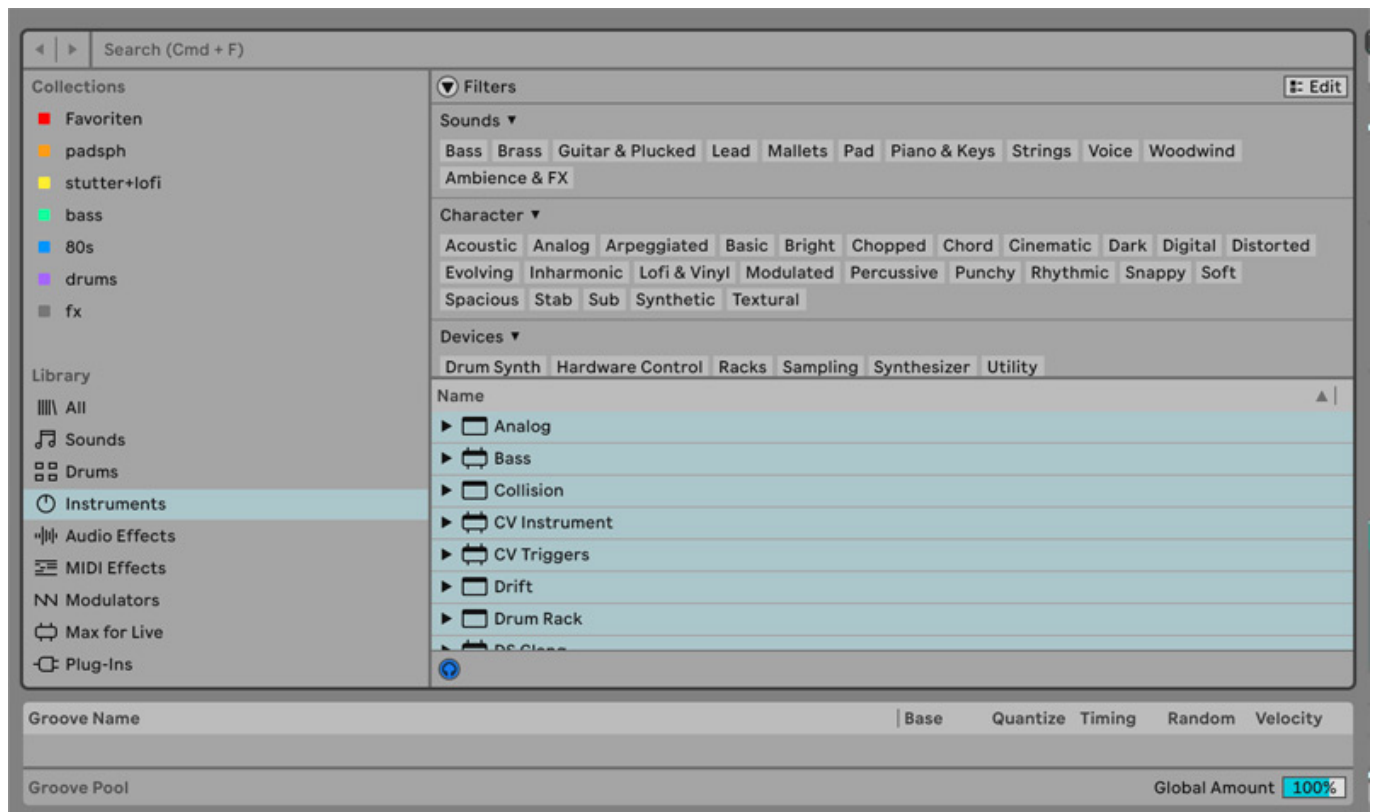 Search (Cmd + F)
Collections
Favoriten
padsph
stutter+lofi
bass
80s
drums
fx
Library
All
Sounds
Drums
Instruments
Audio Effects
MIDI Effects
Modulators
Max for Live
Plug-Ins
Filters
Edit
Sounds
Bass Brass Guitar & Plucked Lead Mallets Pad Piano & Keys Strings Voice Woodwind
Ambience & FX
Character
Acoustic Analog Arpeggiated Basic Bright Chopped Chord Cinematic Dark Digital Distorted
Evolving Inharmonic Lofi & Vinyl Modulated Percussive Punchy Rhythmic Snappy Soft
Spacious Stab Sub Synthetic Textural
Devices
Drum Synth Hardware Control Racks Sampling Synthesizer Utility
Name
Analog
Bass
Collision
CV Instrument
CV Triggers
Drift
Drum Rack
Groove Name Base Quantize Timing Random Velocity
Groove Pool Global Amount 100%